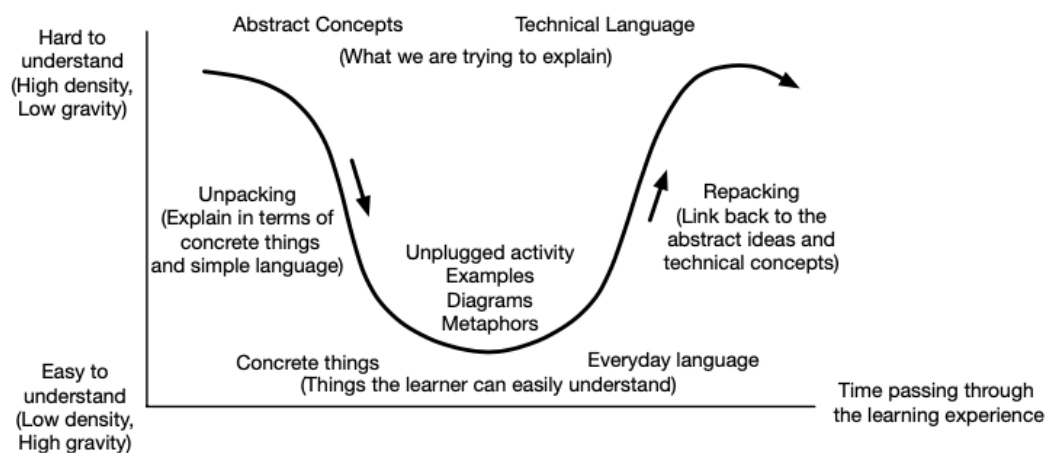 Abstract Concepts
Technical Language
(What we are trying to explain)
Hard to
understand
(High density,
Low gravity)
Unpacking
(Explain in terms of
concrete things
and simple language)
Unplugged activity
Examples
Diagrams
Metaphors
Repacking
(Link back to the
abstract ideas and
technical concepts)
Concrete things
Everyday language
(Things the learner can easily understand)
Easy to
understand
(Low density,
High gravity)
Time passing through
the learning experience